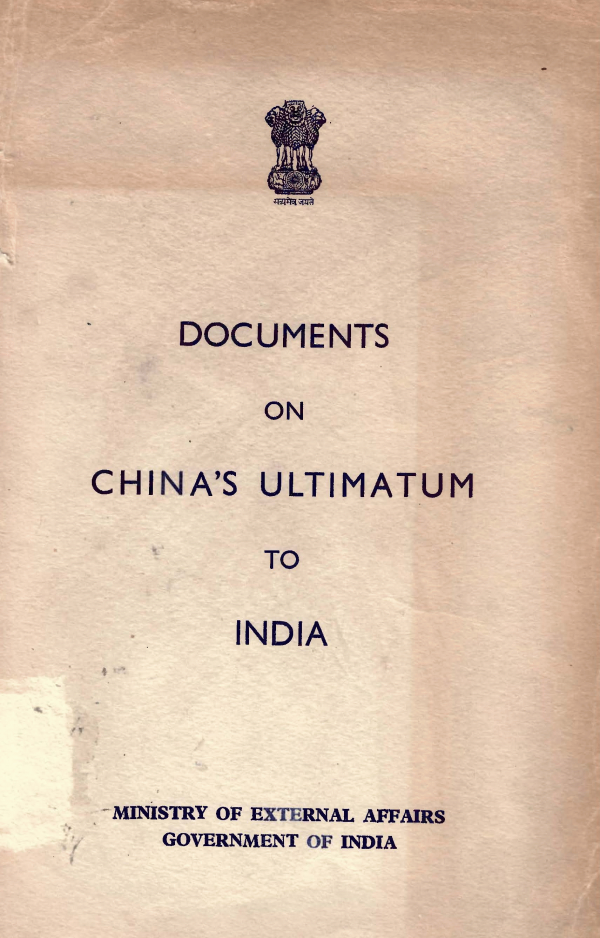 सत्यमेव जयते
DOCUMENTS
ON
CHINA'S ULTIMATUM
TO
INDIA
MINISTRY OF EXTERNAL AFFAIRS
GOVERNMENT OF INDIA